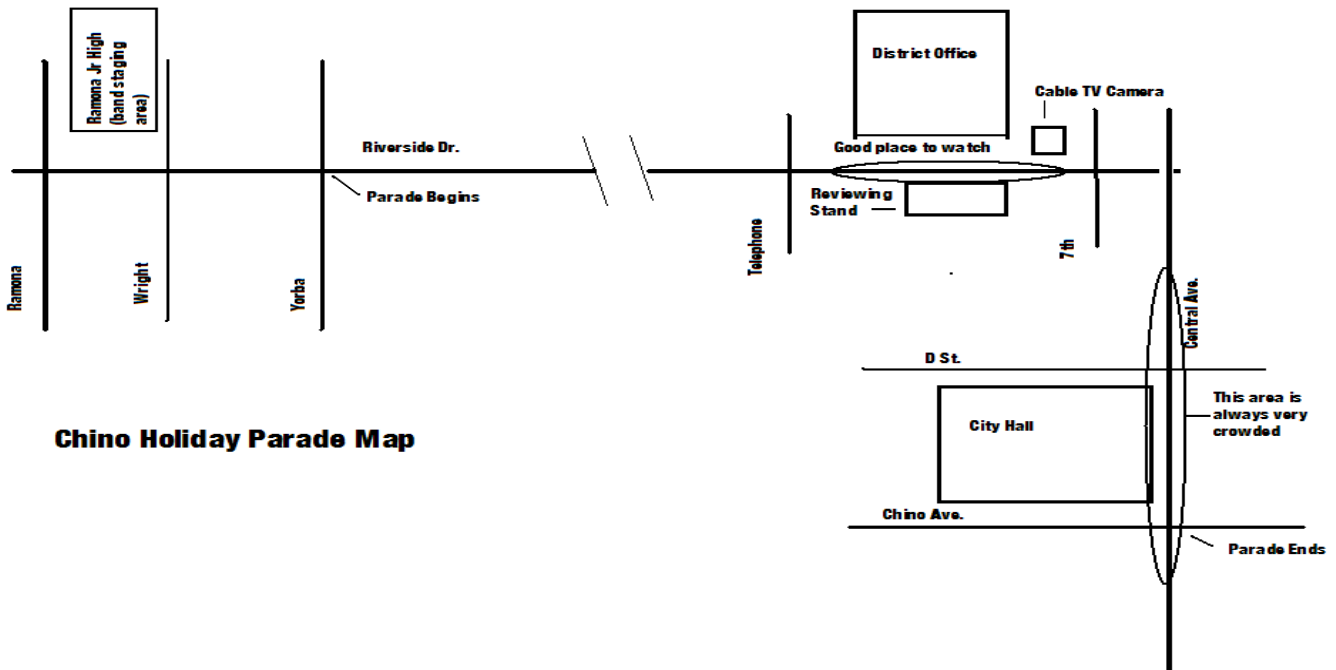 Ramona Jr High
(band staging
area)
District Office
Cable TV Camera
Riverside Dr.
Good place to watch
Parade Begins
Reviewing
Stand
Ramona
Wright
Yorba
Telephone
7th
Central Ave.
D St.
This area is
always very
crowded
City Hall
Chino Holiday Parade Map
Chino Ave.
Parade Ends